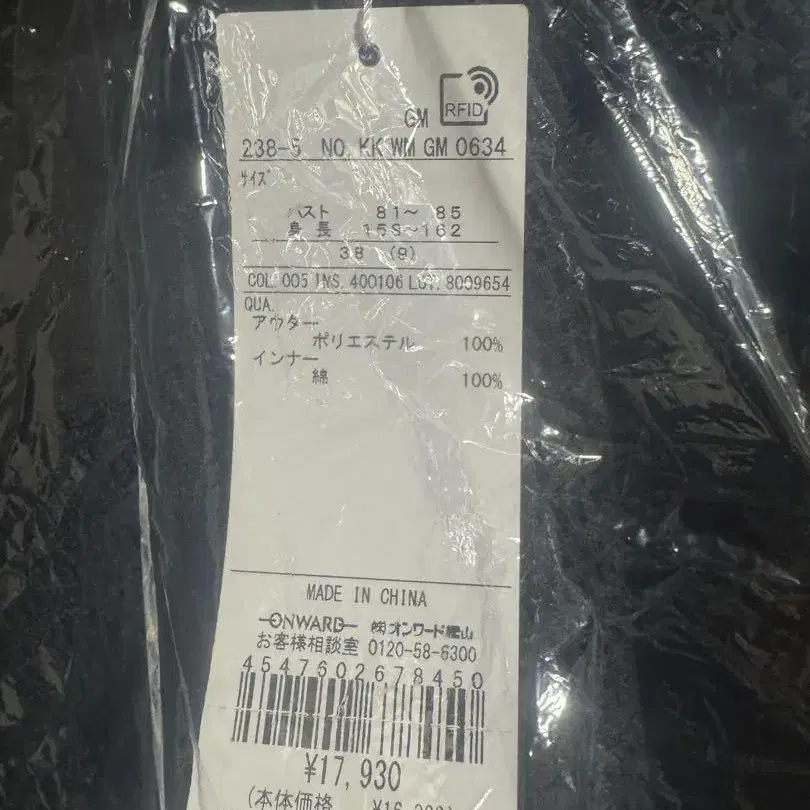 RFID
GM
238-5 NO. KK WM GM 0634
サイズ
バスト 81〜 85
身長 158〜162
38 (9)
COL. 005 INS. 400106 LOT. 8009654
QUA.
アウター
ポリエステル 100%
インナー
綿 100%
MADE IN CHINA
ONWARD ㈱オンワード樫山
お客様相談室 0120-58-6300
4547602678450
¥17,930
(本体価格